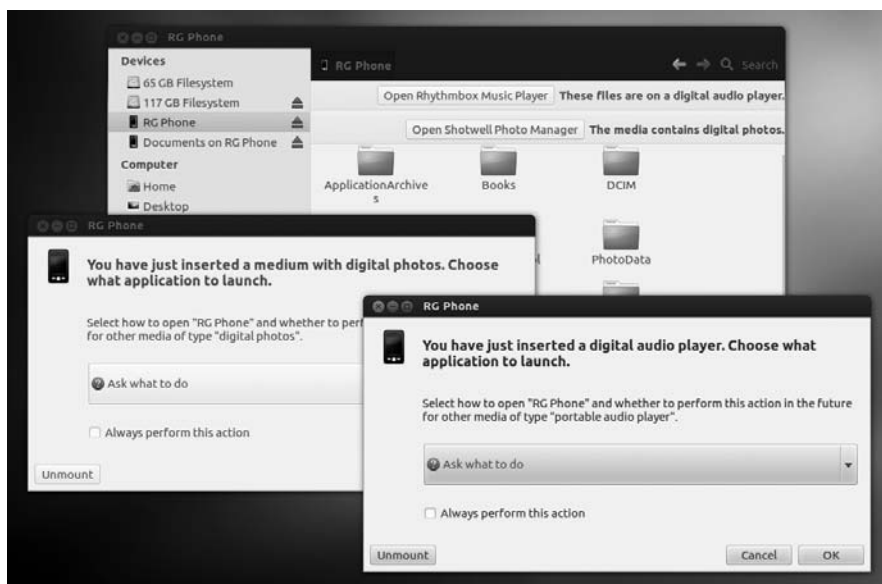 RG Phone
Devices
65 GB Filesystem
117 GB Filesystem
RG Phone
Documents on RG Phone
Computer
Home
Desktop
RG Phone
Search
Open Rhythmbox Music Player These files are on a digital audio player.
Open Shotwell Photo Manager The media contains digital photos.
ApplicationArchive
s
Books
DCIM
PhotoData
RG Phone
You have just inserted a medium with digital photos. Choose
what application to launch.
Select how to open "RG Phone" and whether to perf
for other media of type "digital photos".
Ask what to do
Always perform this action
Unmount
RG Phone
You have just inserted a digital audio player. Choose what
application to launch.
Select how to open "RG Phone" and whether to perform this action in the future
for other media of type "portable audio player".
Ask what to do
Always perform this action
Unmount
Cancel
OK